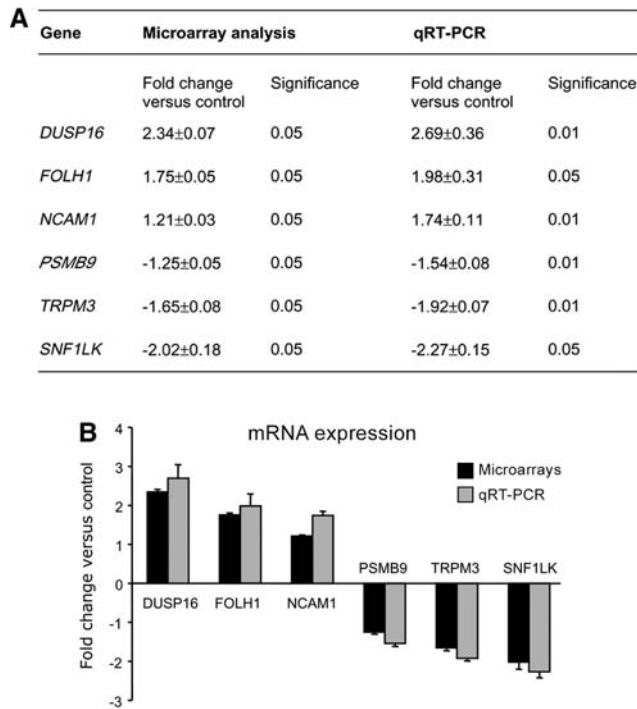 A
Gene Microarray analysis qRT-PCR
Fold change Significance Fold change Significance
versus control versus control
DUSP16 2.34±0.07 0.05 2.69±0.36 0.01
FOLH1 1.75±0.05 0.05 1.98±0.31 0.05
NCAM1 1.21±0.03 0.05 1.74±0.11 0.01
PSMB9 -1.25±0.05 0.05 -1.54±0.08 0.01
TRPM3 -1.65±0.08 0.05 -1.92±0.07 0.01
SNF1LK -2.02±0.18 0.05 -2.27±0.15 0.05
B mRNA expression
Fold change versus control
4
3
2
1
0
-1
-2
-3
Microarrays
qRT-PCR
PSMB9 TRPM3 SNF1LK
DUSP16 FOLH1 NCAM1